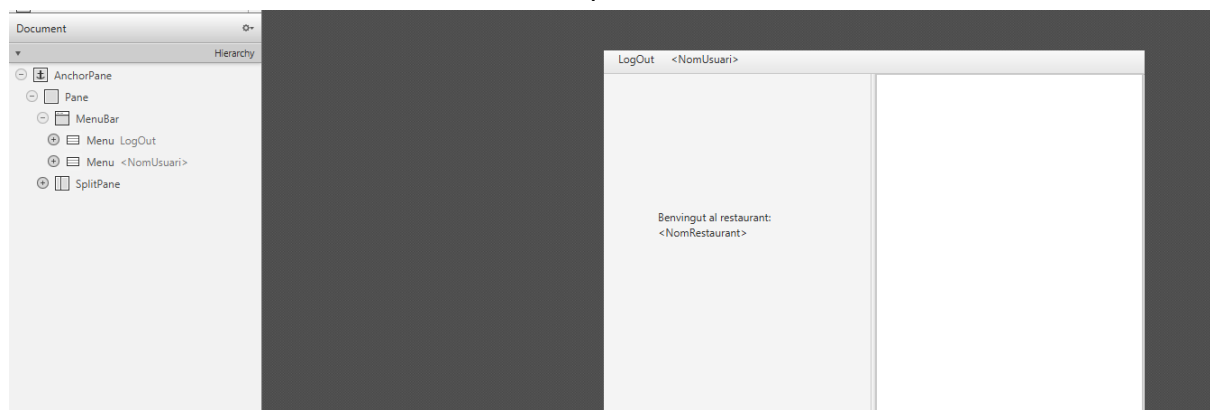 Document
Hierarchy
AnchorPane
Pane
MenuBar
Menu LogOut
Menu <NomUsuari>
SplitPane
LogOut <NomUsuari>
Benvingut al restaurant:
<NomRestaurant>